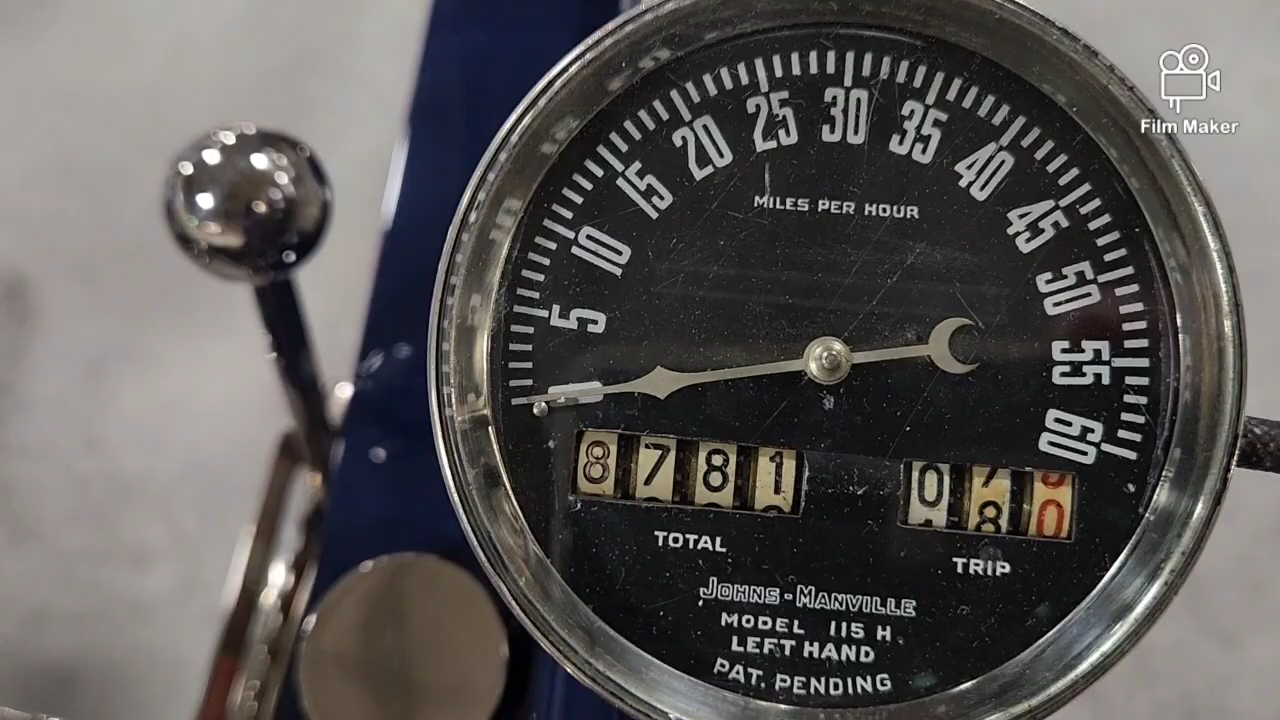 Film Maker
5 10 15 20 25 30 35 40 45 50 55 60
MILES PER HOUR
8781
TOTAL
TRIP
JOHNS-MANVILLE
MODEL 115 H
LEFT HAND
PAT. PENDING